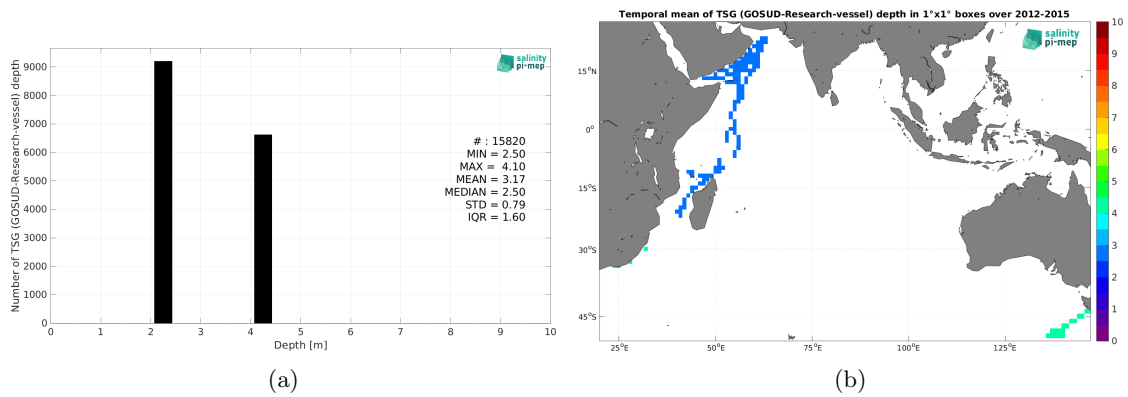 Number of TSG (GOSUD-Research-vessel) depth
9000
8000
7000
6000
5000
4000
3000
2000
1000
0
0 1 2 3 4 5 6 7 8 9 10
Depth [m]
salinity
pi-mep
# : 15820
MIN = 2.50
MAX = 4.10
MEAN = 3.17
MEDIAN = 2.50
STD = 0.79
IQR = 1.60
(a)
Temporal mean of TSG (GOSUD-Research-vessel) depth in 1°x1° boxes over 2012-2015
salinity
pi-mep
15°N
0°
15°S
30°S
45°S
25°E 50°E 75°E 100°E 125°E
10
9
8
7
6
5
4
3
2
1
0
(b)